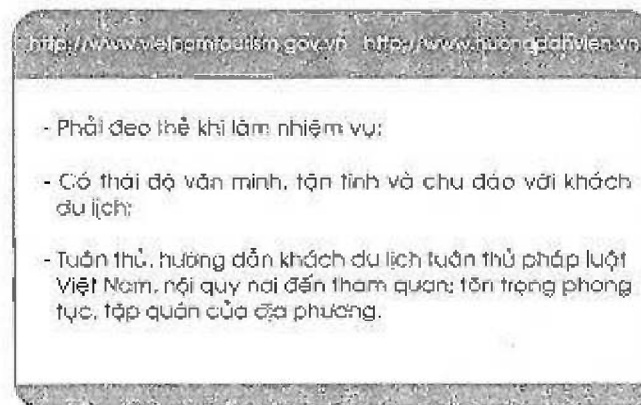 http://www.vietnamtourism.gov.vn http://www.huongdanvien.vn
- Phải đeo thẻ khi làm nhiệm vụ;
- Có thái độ văn minh, tận tình và chu đáo với khách
du lịch;
- Tuân thủ, hướng dẫn khách du lịch tuân thủ pháp luật
Việt Nam, nội quy nơi đến tham quan; tôn trọng phong
tục, tập quán của địa phương.